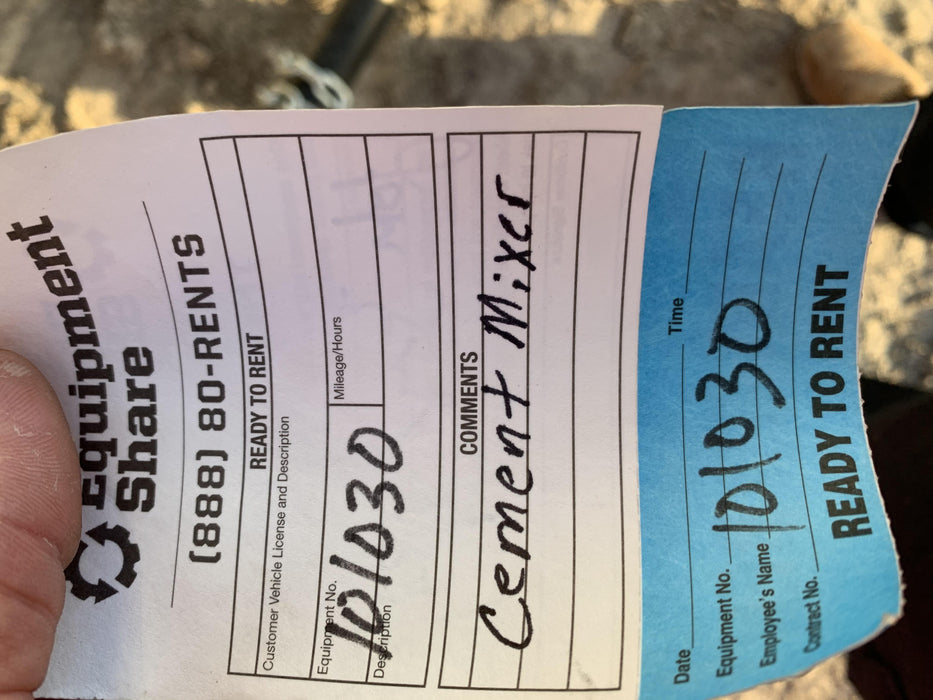 Equipment
Share
(888) 80-RENTS
READY TO RENT
Customer Vehicle License and Description
Equipment No. 101030
Mileage/Hours
Description
COMMENTS
Cement Mixer
Date Time
Equipment No. 101030
Employee's Name
Contract No.
READY TO RENT